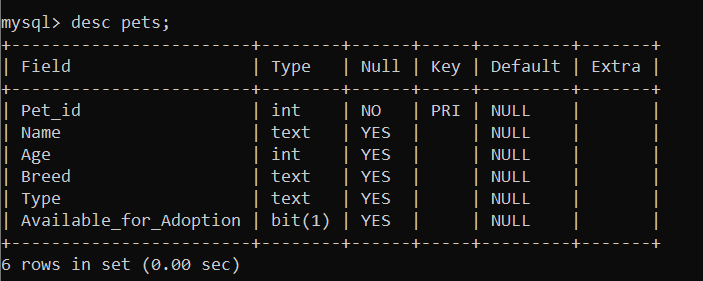 mysql> desc pets;
+------------------------+--------+------+-----+---------+-------+
| Field                  | Type   | Null | Key | Default | Extra |
+------------------------+--------+------+-----+---------+-------+
| Pet_id                 | int    | NO   | PRI | NULL    |       |
| Name                   | text   | YES  |     | NULL    |       |
| Age                    | int    | YES  |     | NULL    |       |
| Breed                  | text   | YES  |     | NULL    |       |
| Type                   | text   | YES  |     | NULL    |       |
| Available_for_Adoption | bit(1) | YES  |     | NULL    |       |
+------------------------+--------+------+-----+---------+-------+
6 rows in set (0.00 sec)